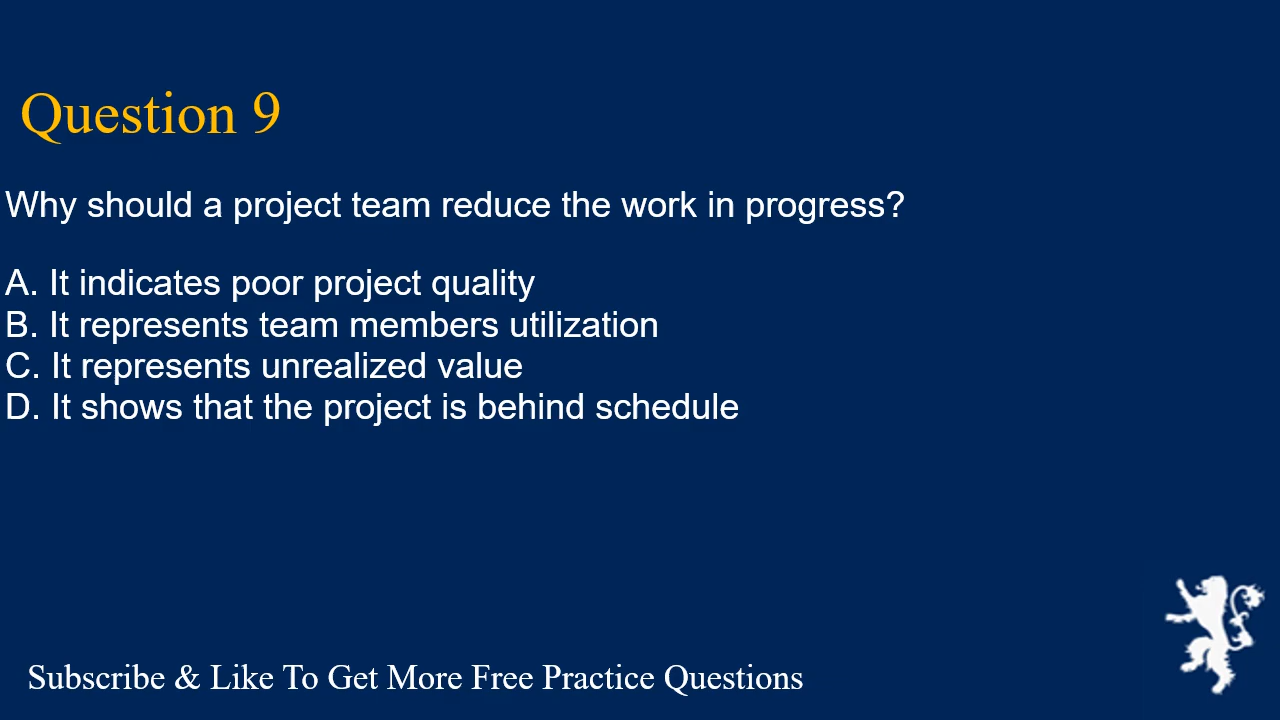 Question 9
Why should a project team reduce the work in progress?
A. It indicates poor project quality
B. It represents team members utilization
C. It represents unrealized value
D. It shows that the project is behind schedule
Subscribe & Like To Get More Free Practice Questions